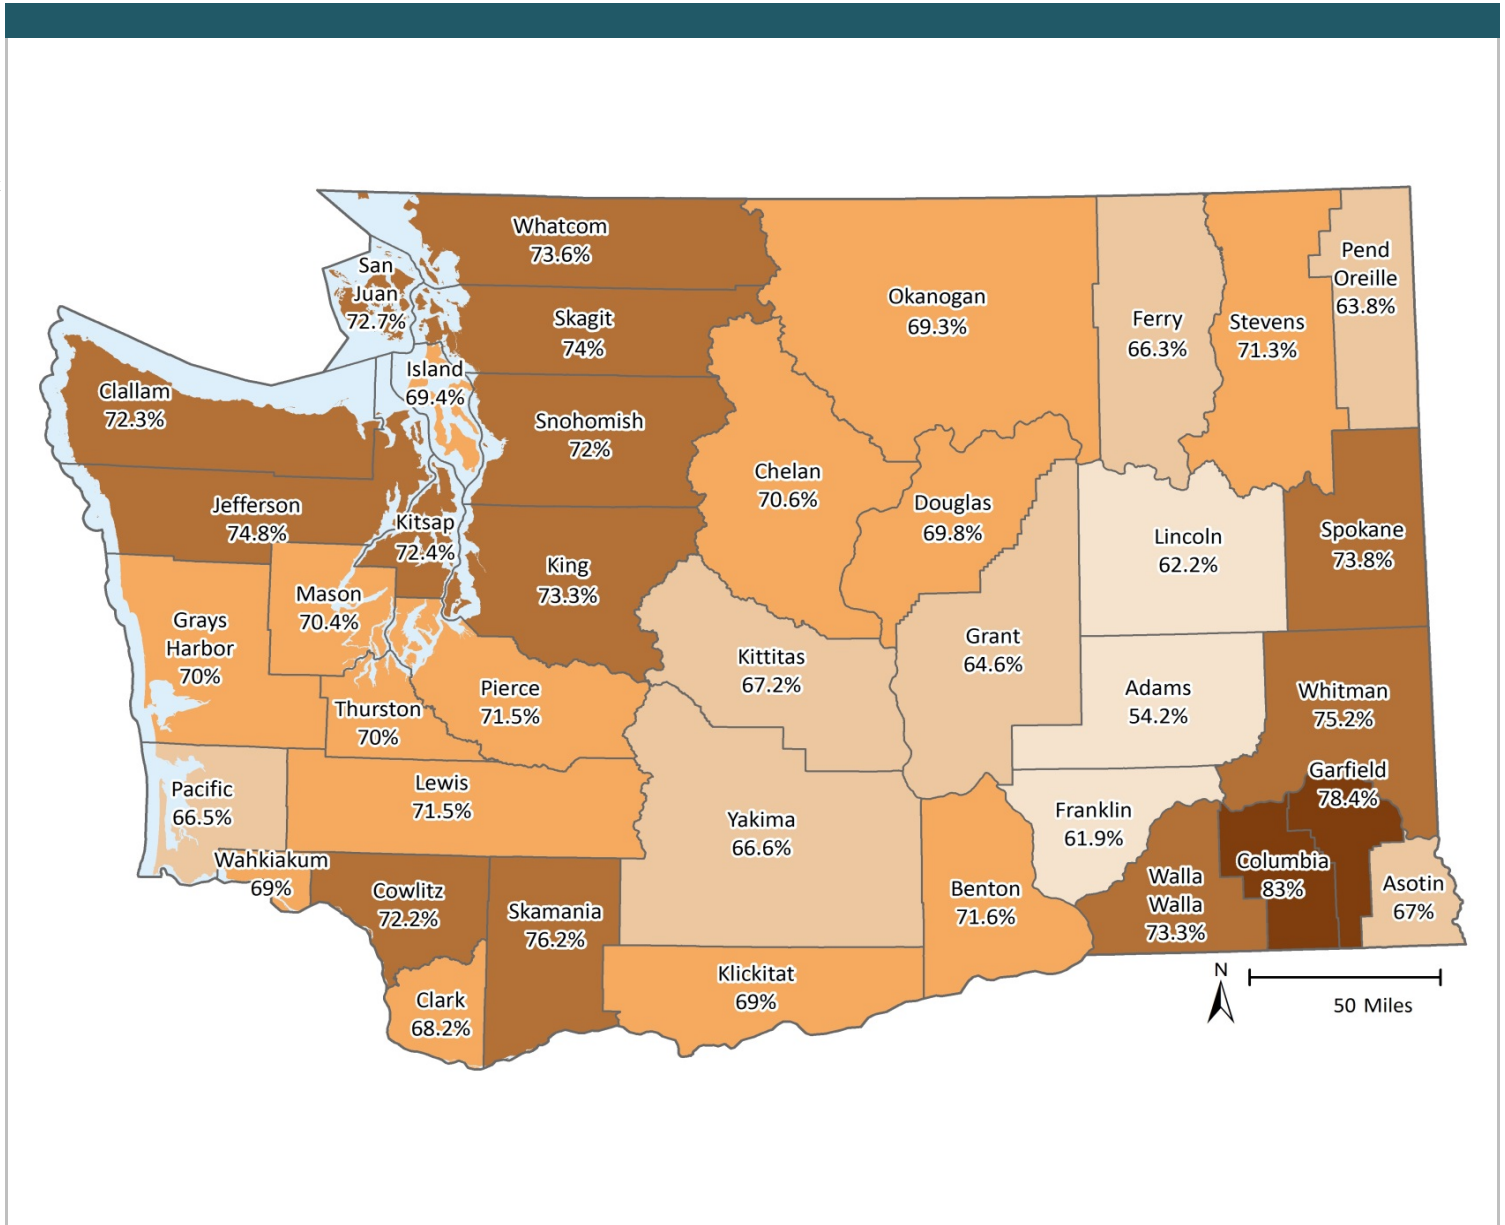 Whatcom
73.6%
San
Juan
72.7%
Skagit
74%
Island
69.4%
Clallam
72.3%
Snohomish
72%
Jefferson
74.8%
Kitsap
72.4%
King
73.3%
Mason
70.4%
Grays
Harbor
70%
Thurston
70%
Pierce
71.5%
Pacific
66.5%
Lewis
71.5%
Wahkiakum
69%
Cowlitz
72.2%
Skamania
76.2%
Clark
68.2%
Okanogan
69.3%
Chelan
70.6%
Douglas
69.8%
Kittitas
67.2%
Grant
64.6%
Yakima
66.6%
Klickitat
69%
Benton
71.6%
Ferry
66.3%
Stevens
71.3%
Pend
Oreille
63.8%
Lincoln
62.2%
Spokane
73.8%
Adams
54.2%
Whitman
75.2%
Franklin
61.9%
Garfield
78.4%
Walla
Walla
73.3%
Columbia
83%
Asotin
67%
N
50 Miles